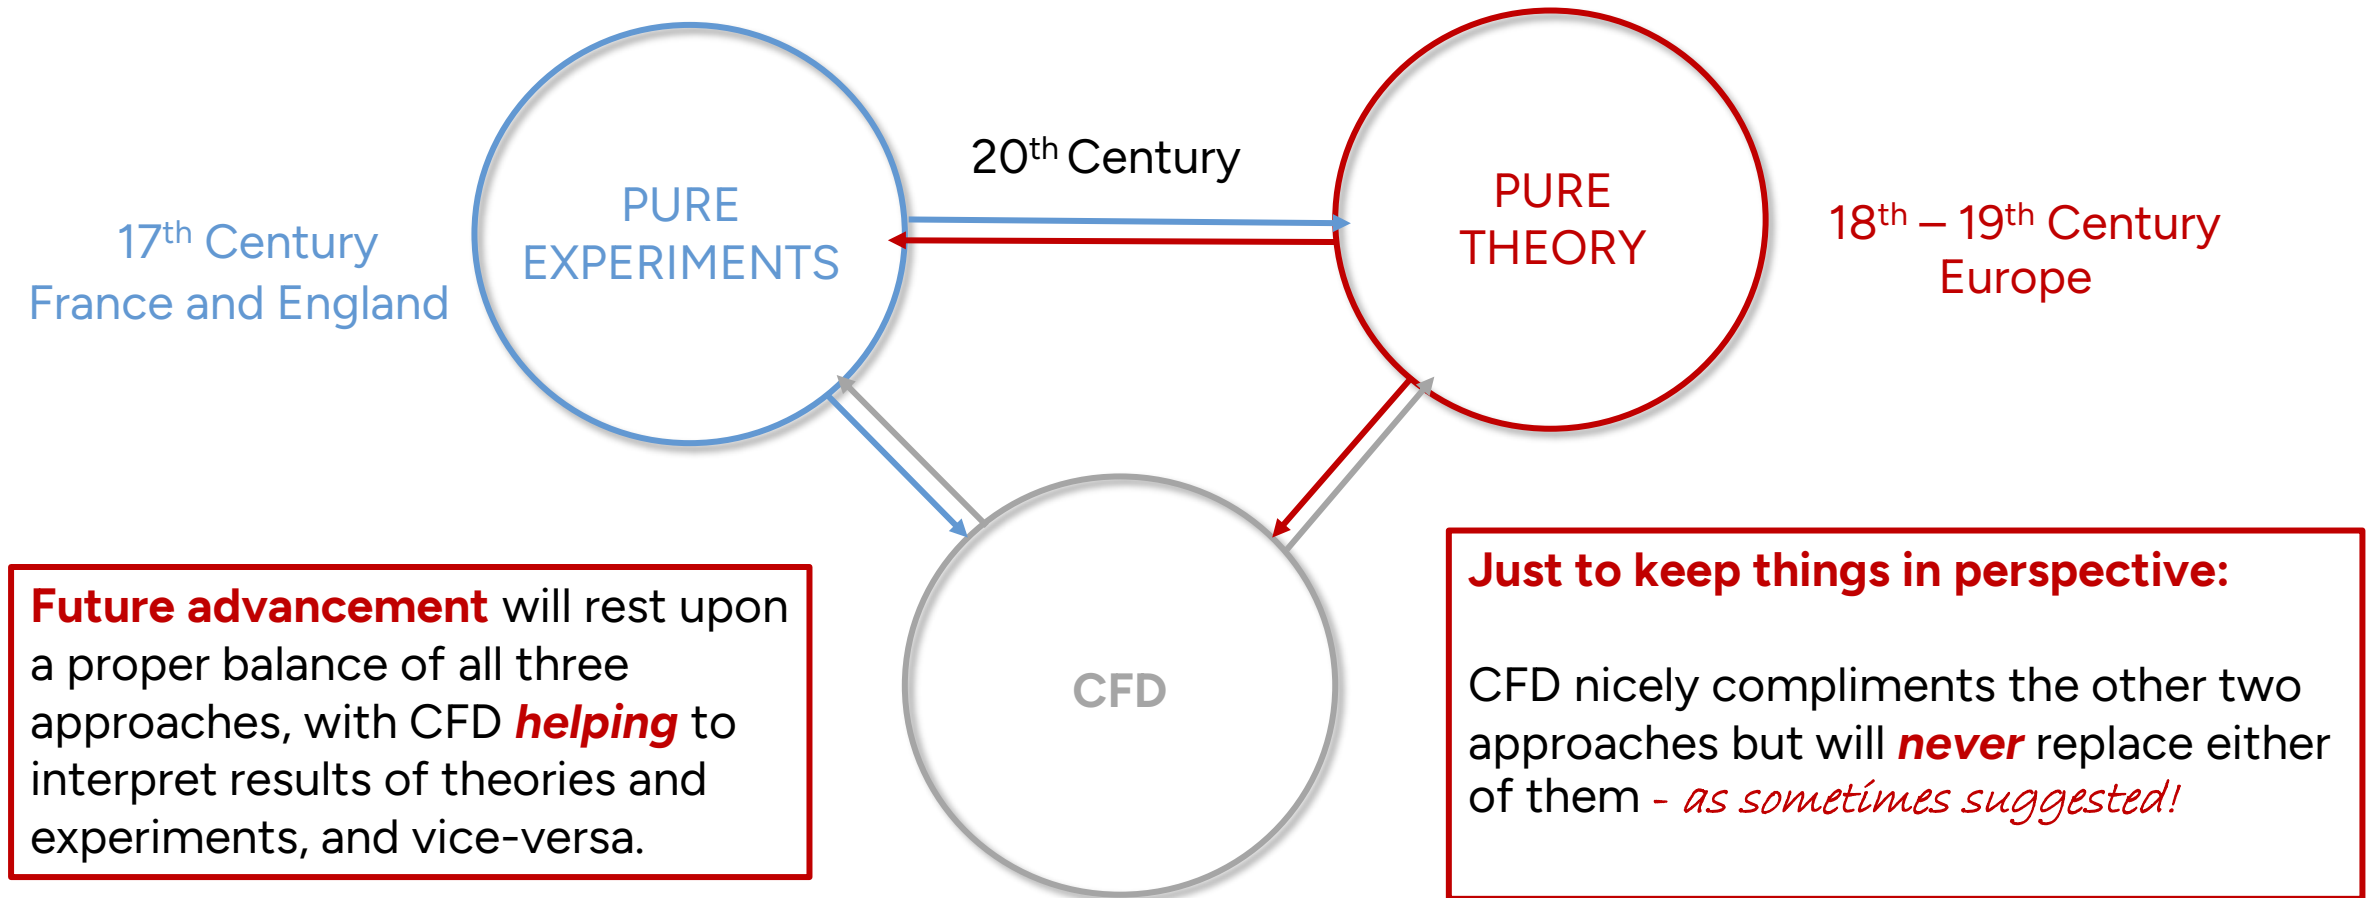 20th Century
PURE
EXPERIMENTS
PURE
THEORY
17th Century
France and England
18th – 19th Century
Europe
CFD
Future advancement will rest upon
a proper balance of all three
approaches, with CFD helping to
interpret results of theories and
experiments, and vice-versa.
Just to keep things in perspective:
CFD nicely compliments the other two
approaches but will never replace either
of them - as sometimes suggested!